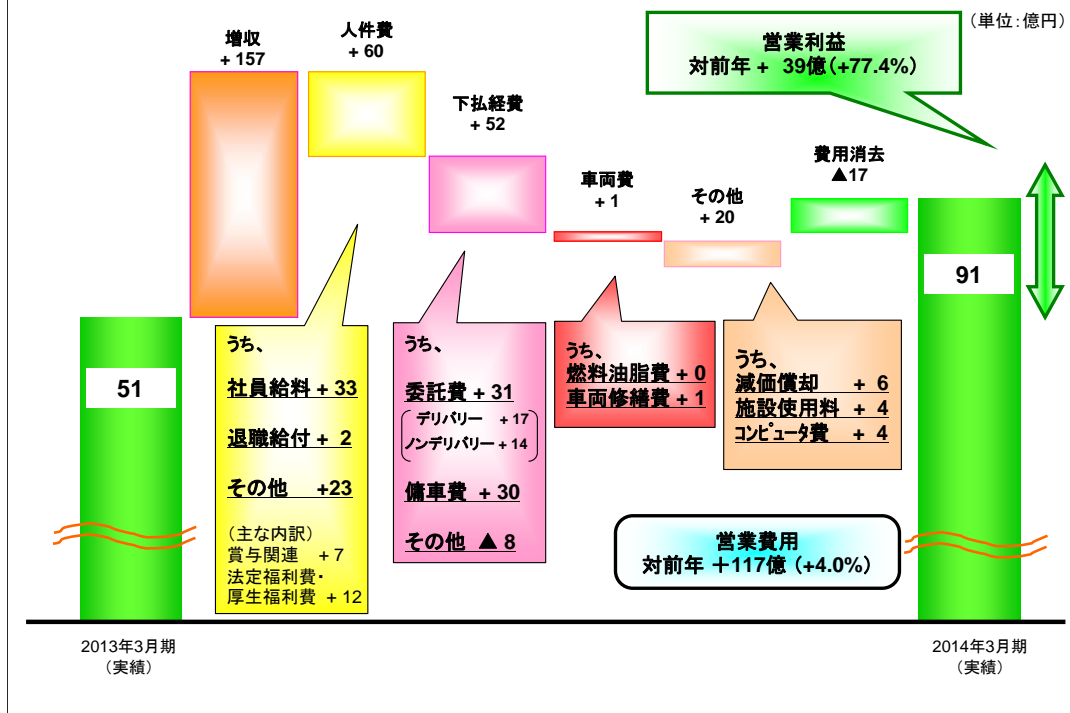 （単位：億円）
営業利益
対前年 + 39億（+77.4%）
増収
+ 157
人件費
+ 60
下払経費
+ 52
車両費
+ 1
その他
+ 20
費用消去
▲17
51
91
うち、
社員給料 + 33
退職給付 + 2
その他 +23
（主な内訳）
賞与関連 + 7
法定福利費・
厚生福利費 + 12
うち、
委託費 + 31
デリバリー + 17
ノンデリバリー + 14
傭車費 + 30
その他 ▲ 8
うち、
燃料油脂費 + 0
車両修繕費 + 1
うち、
減価償却 + 6
施設使用料 + 4
コンピュータ費 + 4
営業費用
対前年 ＋117億 （+4.0%）
2013年3月期
（実績）
2014年3月期
（実績）